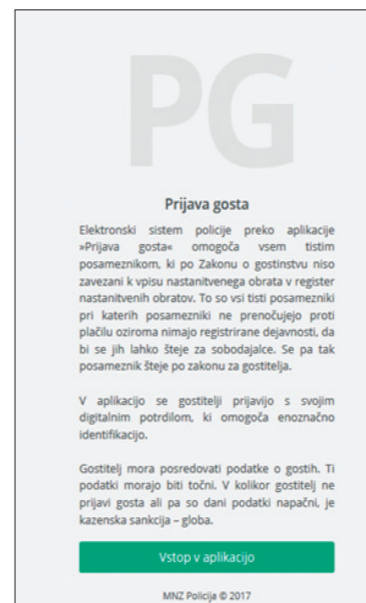 PG
Prijava gosta
Elektronski sistem policije preko aplikacije
»Prijava gosta« omogoča vsem tistim
posameznikom, ki po Zakonu o gostinstvu niso
zavezani k vpisu nastanitvenega obrata v register
nastanitvenih obratov. To so vsi tisti posamezniki
pri katerih posamezniki ne prenočujejo proti
plačilu oziroma nimajo registrirane dejavnosti, da
bi se jih lahko šteje za sobodajalce. Se pa tak
posameznik šteje po zakonu za gostitelja.
V aplikacijo se gostitelji prijavijo s svojim
digitalnim potrdilom, ki omogoča enoznačno
identifikacijo.
Gostitelj mora posredovati podatke o gostih. Ti
podatki morajo biti točni. V kolikor gostitelj ne
prijavi gosta ali pa so dani podatki napačni, je
kazenska sankcija – globa.
Vstop v aplikacijo
MNZ Policija © 2017